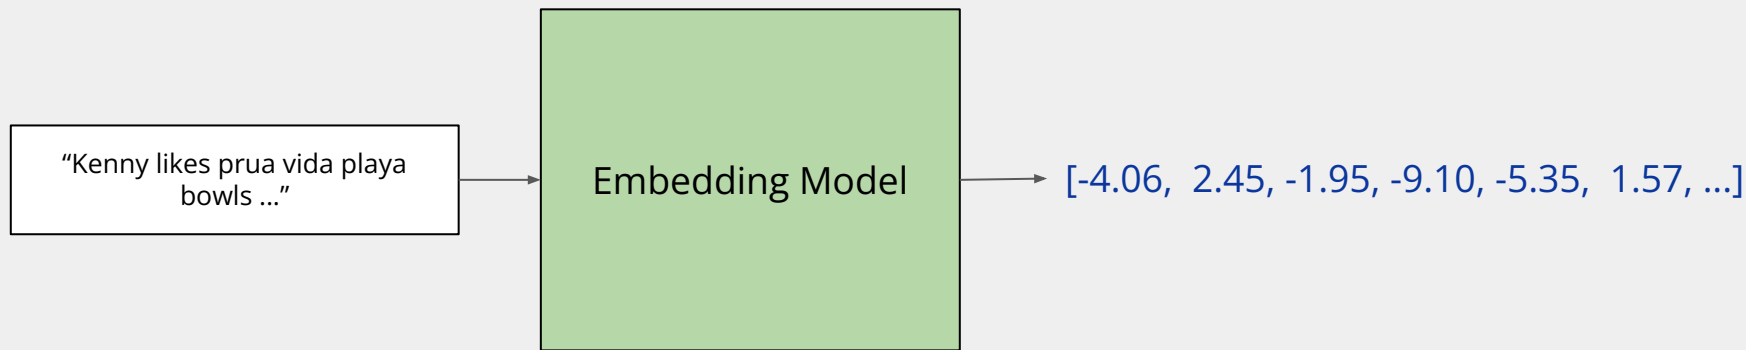 “Kenny likes prua vida playa
bowls ...”
Embedding Model
[-4.06,  2.45, -1.95, -9.10, -5.35,  1.57, ...]